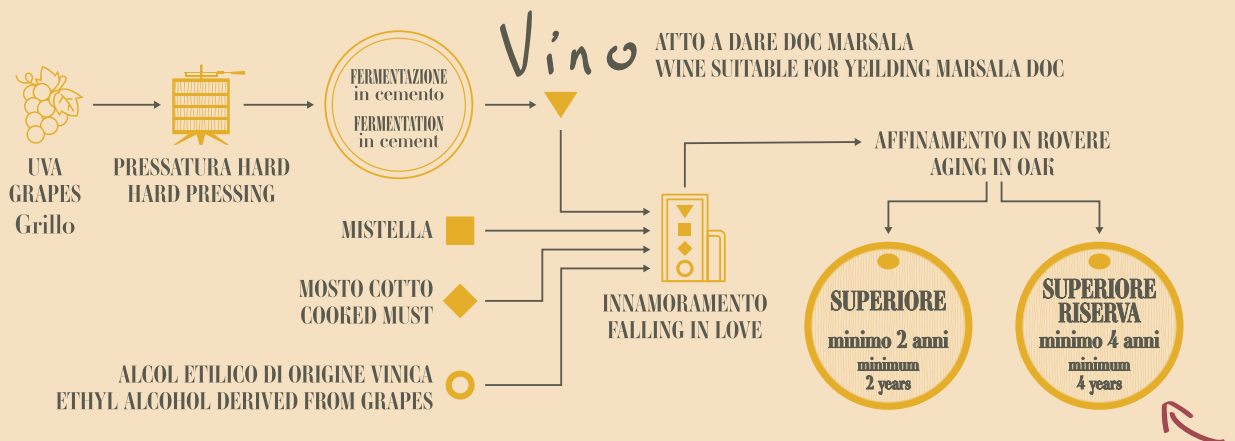 Vino
ATTO A DARE DOC MARSALA
WINE SUITABLE FOR YEILDING MARSALA DOC
FERMENTAZIONE
in cemento
FERMENTATION
in cement
UVA
GRAPES
Grillo
PRESSATURA HARD
HARD PRESSING
AFFINAMENTO IN ROVERE
AGING IN OAK
MISTELLA
MOSTO COTTO
COOKED MUST
INNAMORAMENTO
FALLING IN LOVE
ALCOL ETILICO DI ORIGINE VINICA
ETHYL ALCOHOL DERIVED FROM GRAPES
SUPERIORE
minimo 2 anni
minimum
2 years
SUPERIORE
RISERVA
minimo 4 anni
minimum
4 years